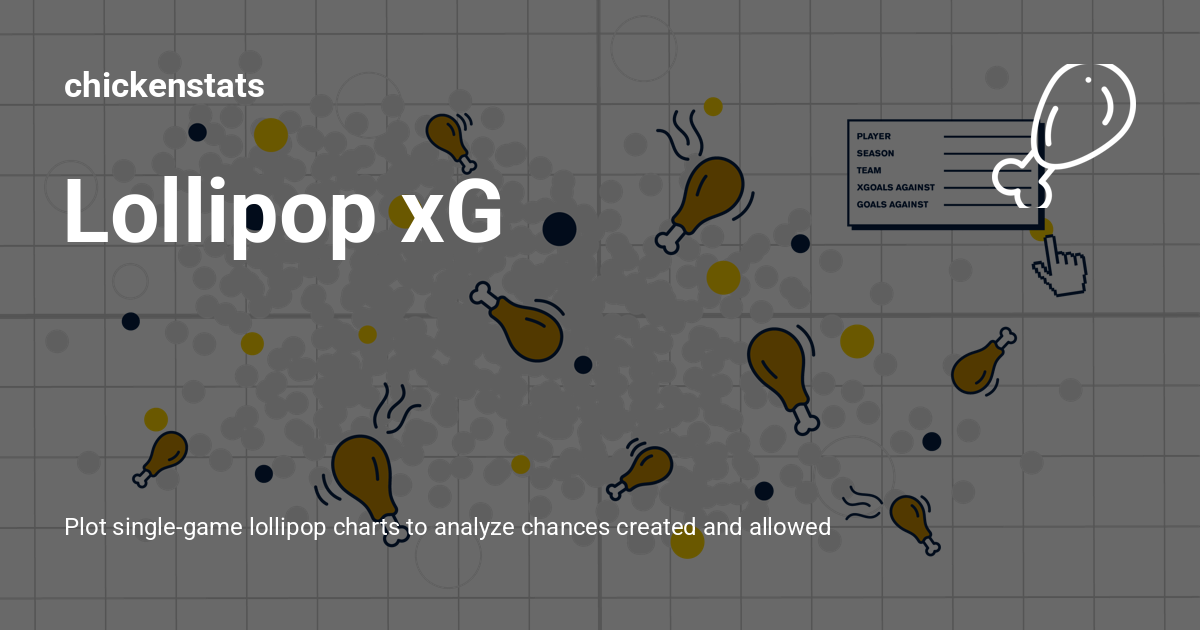 chickenstats
Lollipop xG
PLAYER
SEASON
TEAM
XGOALS AGAINST
GOALS AGAINST
Plot single-game lollipop charts to analyze chances created and allowed